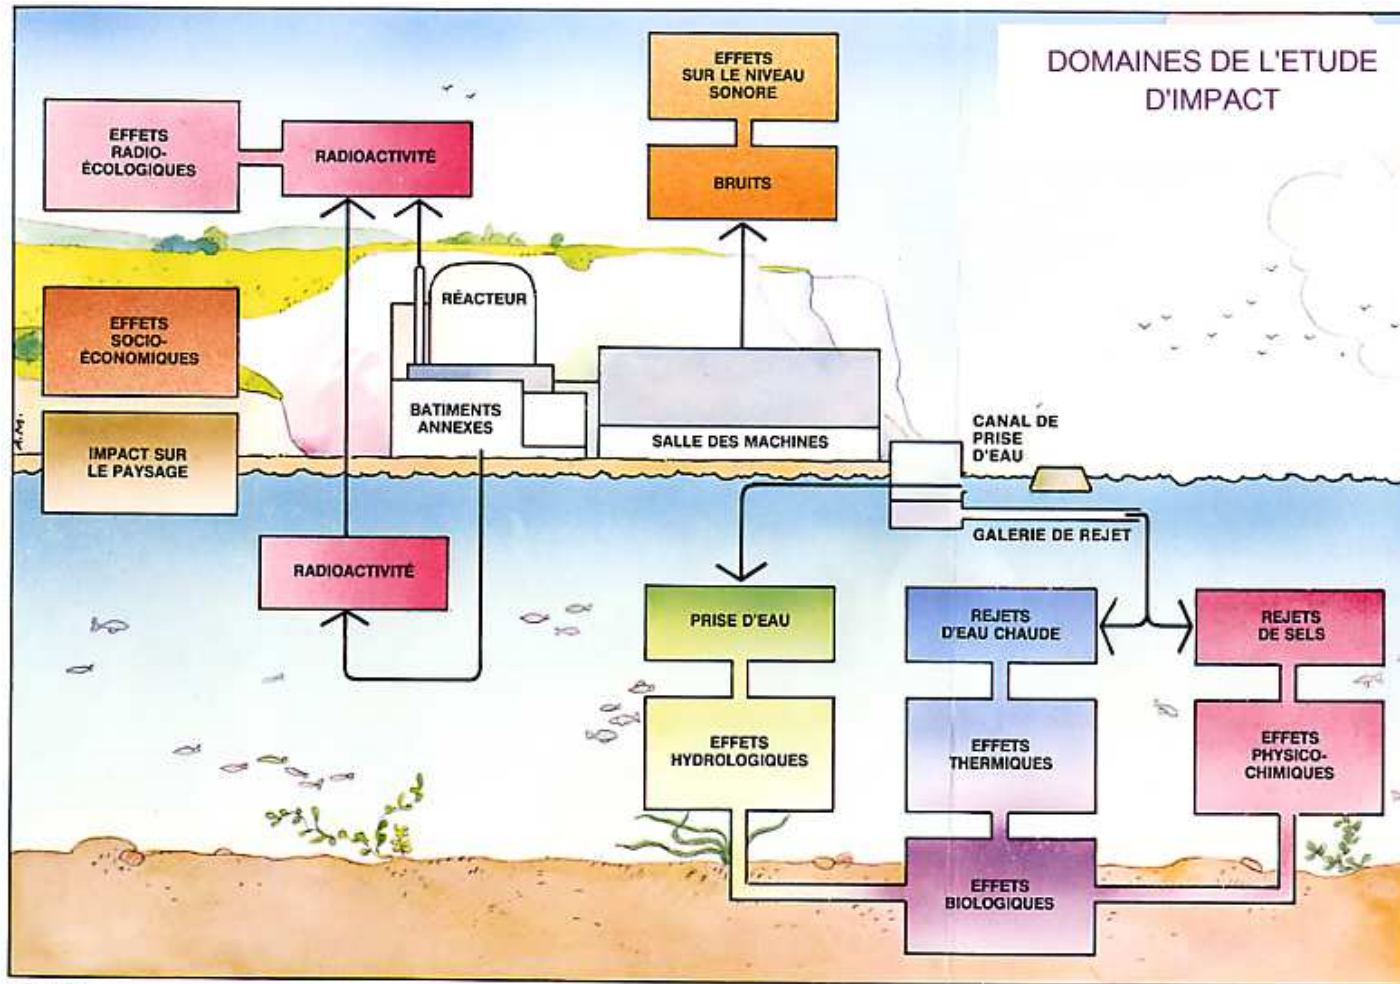 DOMAINES DE L'ETUDE
D'IMPACT
EFFETS
SUR LE NIVEAU
SONORE
BRUITS
EFFETS
RADIO-
ÉCOLOGIQUES
RADIOACTIVITÉ
EFFETS
SOCIO-
ÉCONOMIQUES
IMPACT SUR
LE PAYSAGE
A.M.
RÉACTEUR
BATIMENTS
ANNEXES
SALLE DES MACHINES
CANAL DE
PRISE
D'EAU
GALERIE DE REJET
RADIOACTIVITÉ
PRISE D'EAU
REJETS
D'EAU CHAUDE
REJETS
DE SELS
EFFETS
HYDROLOGIQUES
EFFETS
THERMIQUES
EFFETS
PHYSICO-
CHIMIQUES
EFFETS
BIOLOGIQUES